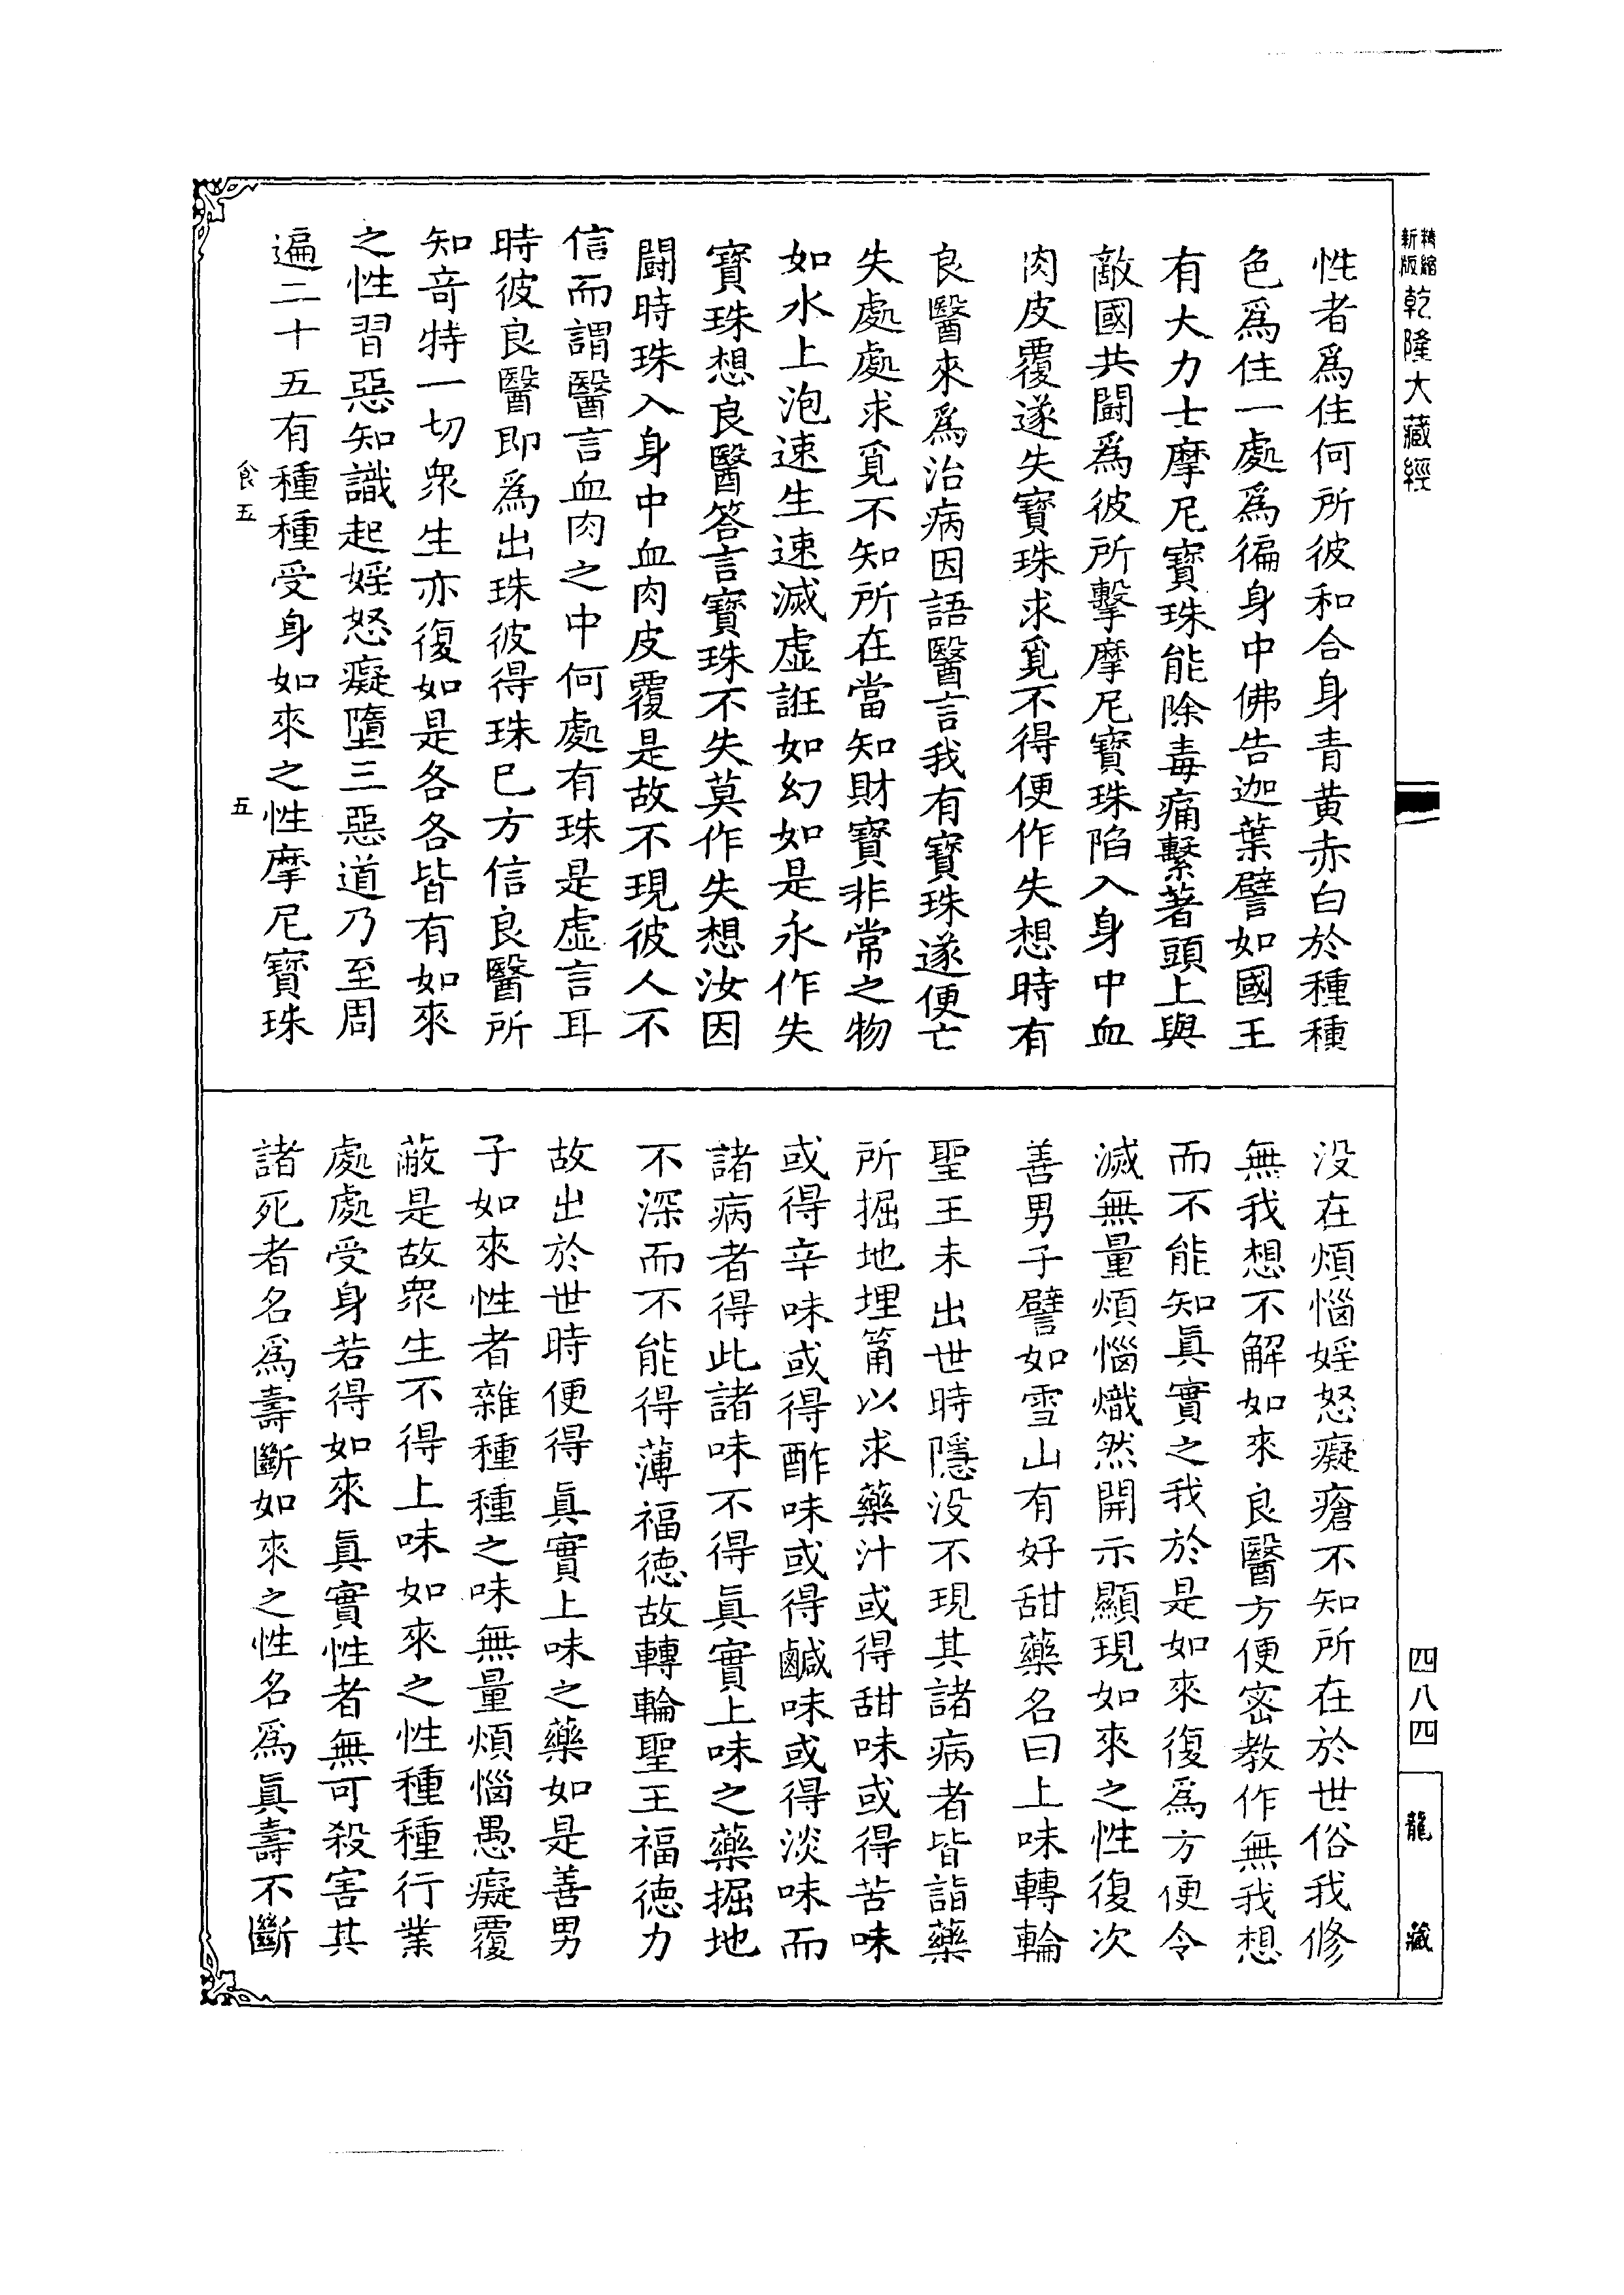 精縮
新版
乾隆大藏經
性者爲住何所彼和合身青黄赤白於種種
色爲住一處爲徧身中佛告迦葉譬如國王
有大力士摩尼寶珠能除毒痛繫著頭上與
敵國共闘爲彼所擊摩尼寶珠陷入身中血
肉皮覆遂失寶珠求覓不得便作失想時有
良醫來爲治病因語醫言我有寶珠遂便亡
失處處求覓不知所在當知財寶非常之物
如水上泡速生速滅虛誑如幻如是永作失
寶珠想良醫答言寶珠不失莫作失想汝因
闘時珠入身中血肉皮覆是故不現彼人不
信而謂醫言血肉之中何處有珠是虛言耳
時彼良醫即爲出珠彼得珠已方信良醫所
知竒特一切衆生亦復如是各各皆有如來
之性習惡知識起婬怒癡墮三惡道乃至周
遍二十五有種種受身如來之性摩尼寶珠
食五
五
没在煩惱婬怒癡瘡不知所在於世俗我修
無我想不解如來良醫方便密教作無我想
而不能知眞實之我於是如來復爲方便令
滅無量煩惱熾然開示顯現如來之性復次
善男子譬如雪山有好甜藥名曰上味轉輪
聖王未出世時隱没不現其諸病者皆詣藥
所掘地埋筩以求藥汁或得甜味或得苦味
或得辛味或得酢味或得鹹味或得淡味而
諸病者得此諸味不得眞實上味之藥掘地
不深而不能得薄福徳故轉輪聖王福徳力
故出於世時便得眞實上味之藥如是善男
子如來性者雜種種之味無量煩惱愚癡覆
蔽是故衆生不得上味如來之性種種行業
處處受身若得如來眞實性者無可殺害其
諸死者名爲壽斷如來之性名爲眞壽不斷
四八四
龍藏